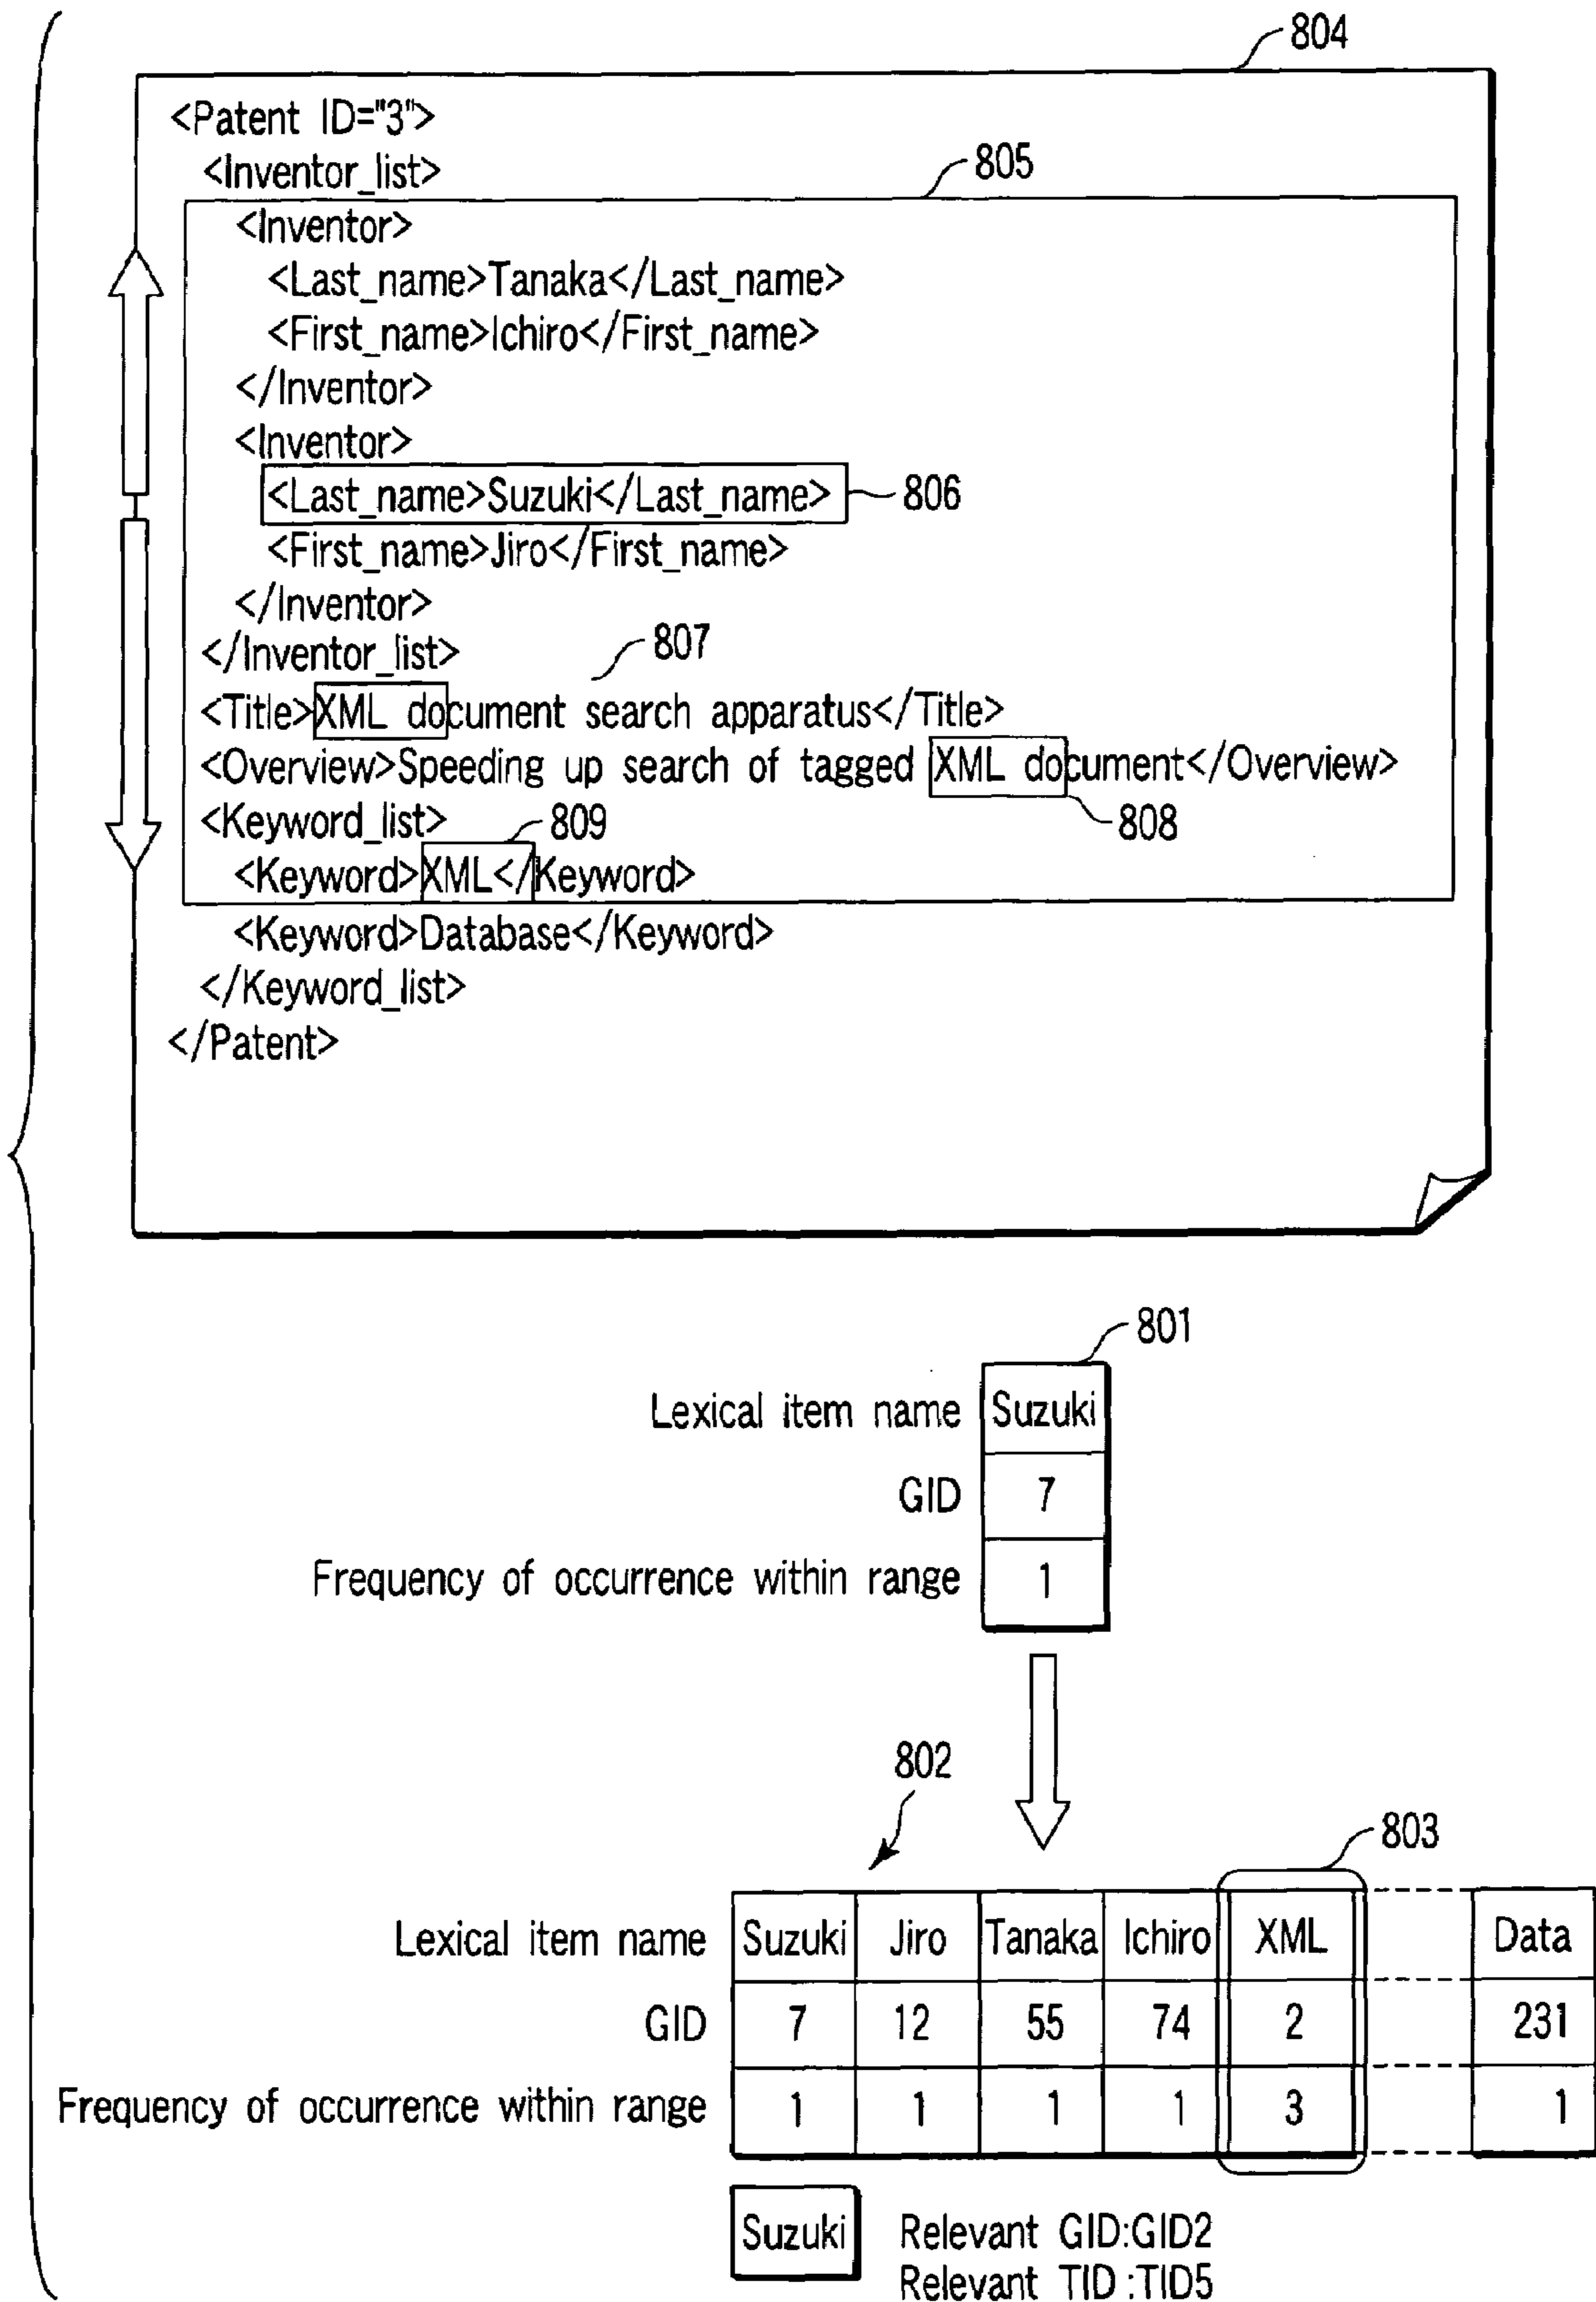 804
<Patent ID="3">
<Inventor_list>
805
<Inventor>
<Last_name>Tanaka</Last_name>
<First_name>Ichiro</First_name>
</Inventor>
<Inventor>
<Last_name>Suzuki</Last_name> 806
<First_name>Jiro</First_name>
</Inventor>
</Inventor_list> 807
<Title>XML document search apparatus</Title>
<Overview>Speeding up search of tagged XML document</Overview>
<Keyword_list> 809 808
<Keyword>XML</Keyword>
<Keyword>Database</Keyword>
</Keyword_list>
</Patent>
801
Lexical item name Suzuki
GID 7
Frequency of occurrence within range 1
802
803
Lexical item name Suzuki Jiro Tanaka Ichiro XML Data
GID 7 12 55 74 2 231
Frequency of occurrence within range 1 1 1 1 3 1
Suzuki Relevant GID:GID2
Relevant TID :TID5